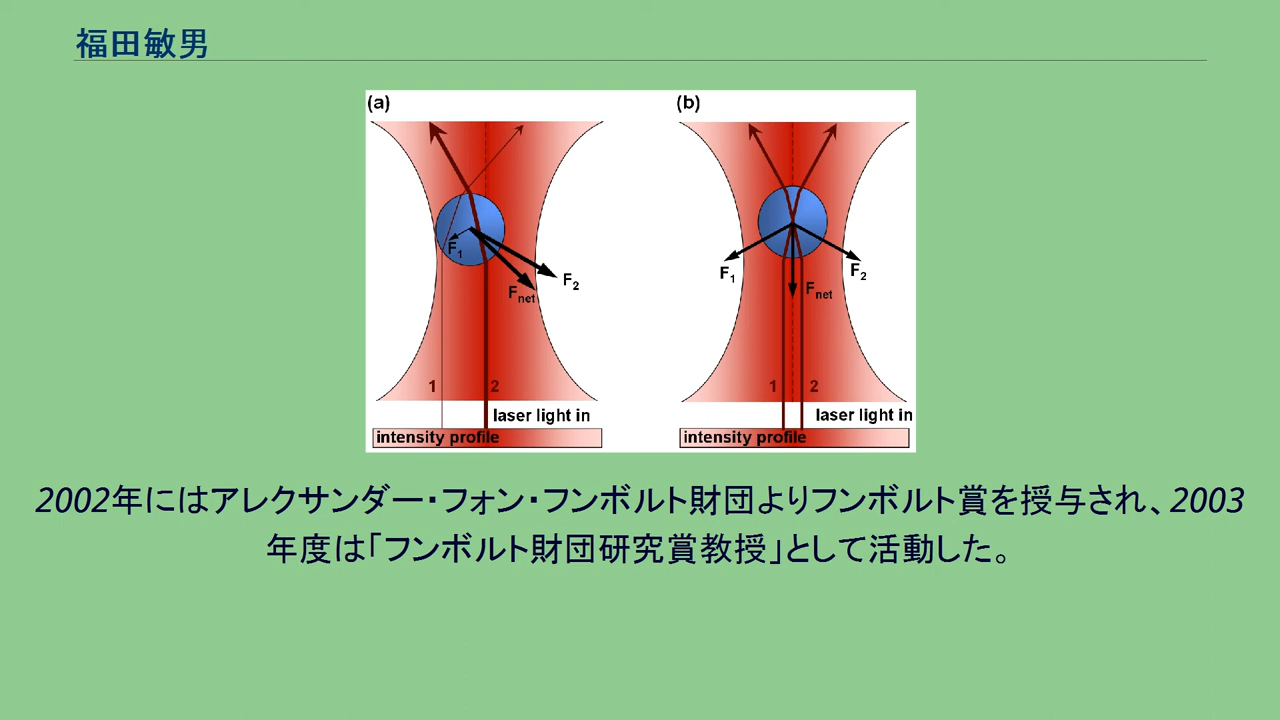 福田敏男
(a)
F1
F2
Fnet
1
2
laser light in
intensity profile
(b)
F1
F2
Fnet
1
2
laser light in
intensity profile
2002年にはアレクサンダー・フォン・フンボルト財団よりフンボルト賞を授与され、2003
年度は「フンボルト財団研究賞教授」として活動した。